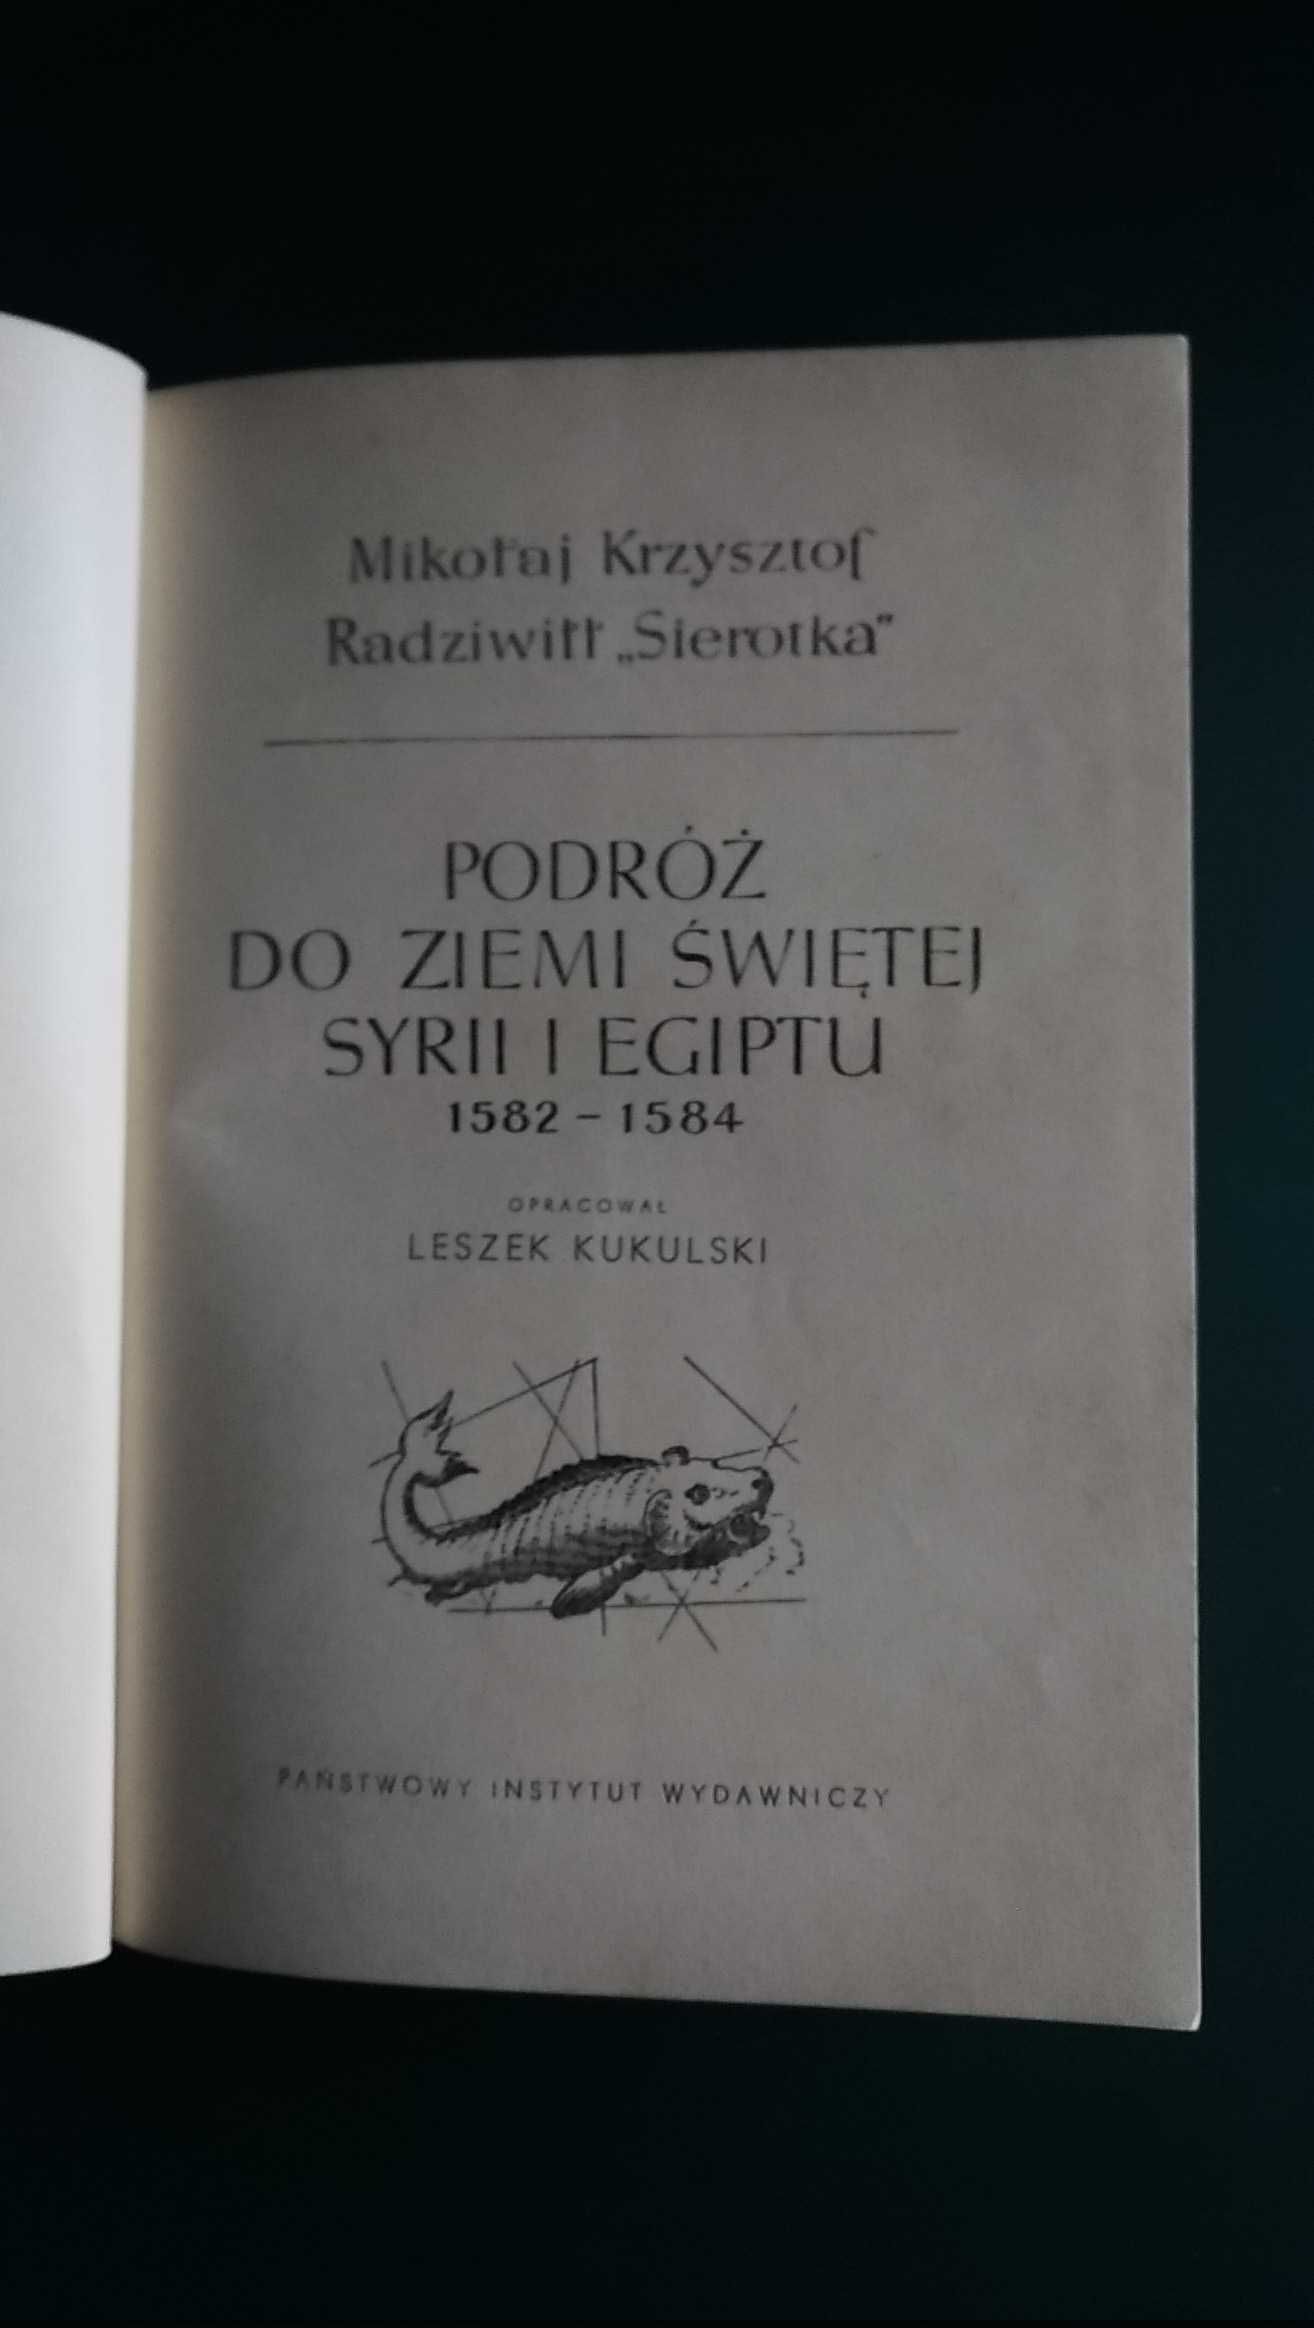 Mikołaj Krzysztof
Radziwiłł „Sierotka”
PODRÓŻ
DO ZIEMI ŚWIĘTEJ
SYRII I EGIPTU
1582 – 1584
OPRACOWAŁ
LESZEK KUKULSKI
PAŃSTWOWY INSTYTUT WYDAWNICZY